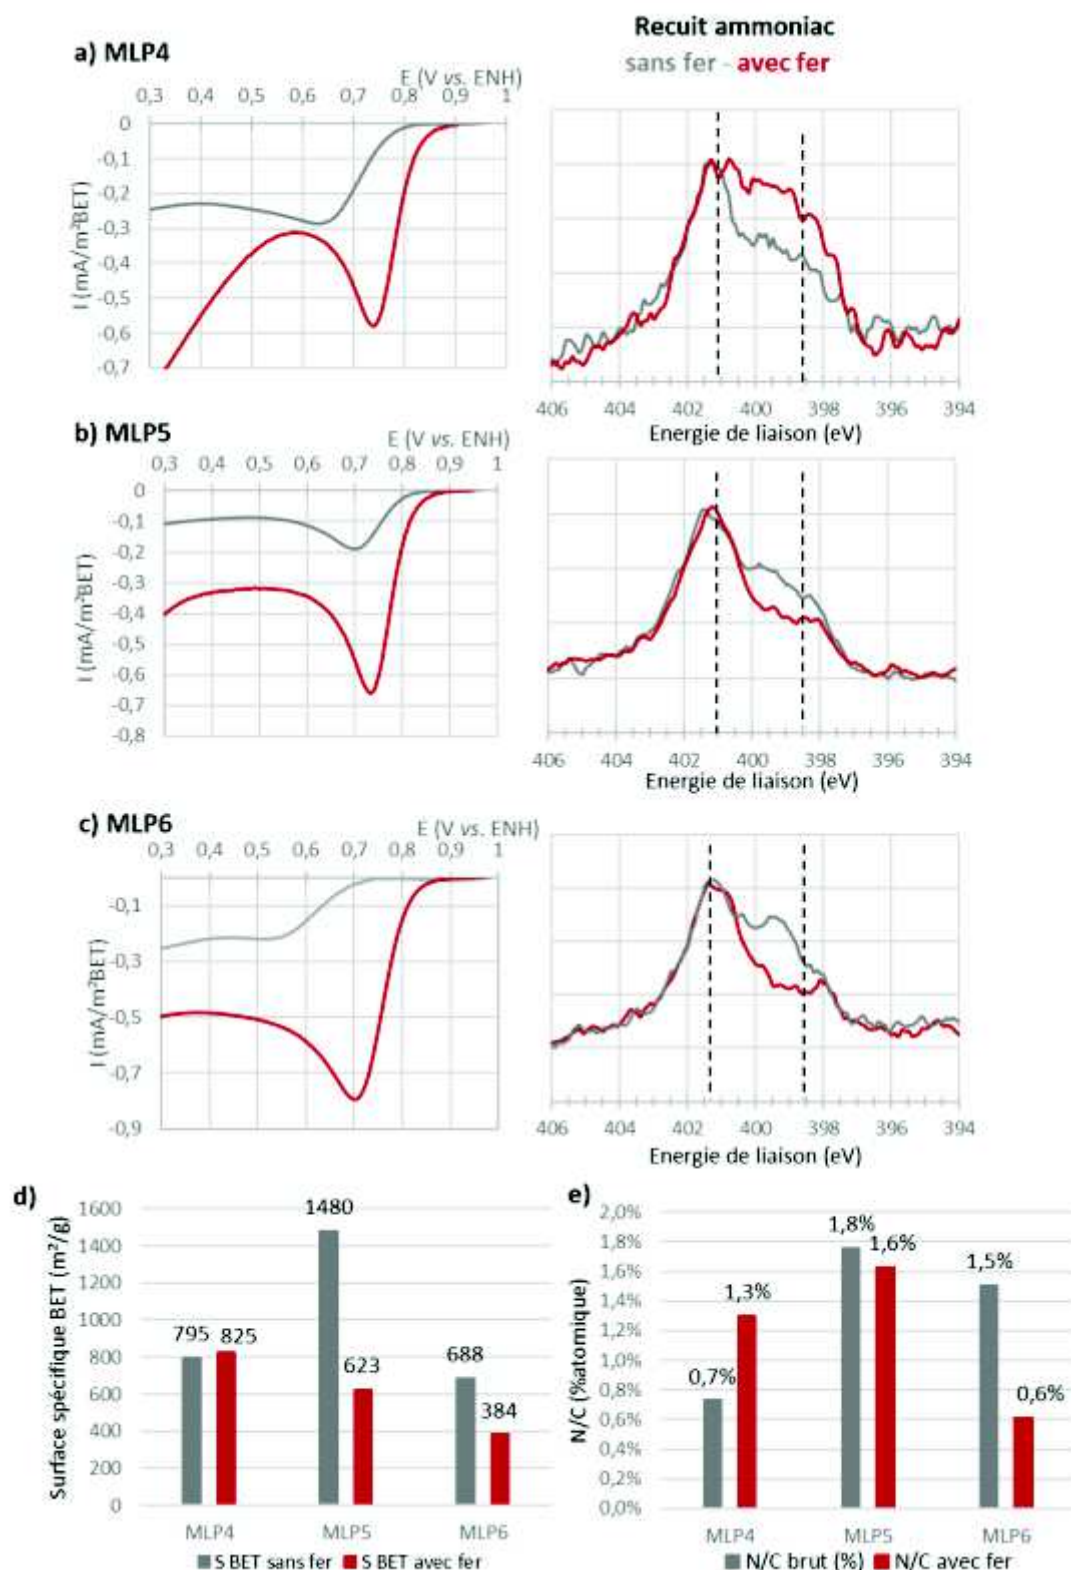 Recuit ammoniac
sans fer - avec fer
a) MLP4
E (V vs. ENH)
0,3 0,4 0,5 0,6 0,7 0,8 0,9 1
0
-0,1
-0,2
-0,3
-0,4
-0,5
-0,6
-0,7
I (mA/m²BET)
406 404 402 400 398 396 394
Energie de liaison (eV)
b) MLP5
E (V vs. ENH)
0,3 0,4 0,5 0,6 0,7 0,8 0,9 1
0
-0,1
-0,2
-0,3
-0,4
-0,5
-0,6
-0,7
-0,8
I (mA/m²BET)
406 404 402 400 398 396 394
Energie de liaison (eV)
c) MLP6
E (V vs. ENH)
0,3 0,4 0,5 0,6 0,7 0,8 0,9 1
-0,1
-0,3
-0,5
-0,7
-0,9
I (mA/m²BET)
406 404 402 400 398 396 394
Energie de liaison (eV)
d)
Surface spécifique BET (m²/g)
1600
1400
1200
1000
800
600
400
200
0
795 825
1480
623
688
384
MLP4 MLP5 MLP6
S BET sans fer S BET avec fer
e)
N/C (%atomique)
2,0%
1,8%
1,6%
1,4%
1,2%
1,0%
0,8%
0,6%
0,4%
0,2%
0,0%
0,7%
1,3%
1,8%
1,6%
1,5%
0,6%
MLP4 MLP5 MLP6
N/C brut (%) N/C avec fer